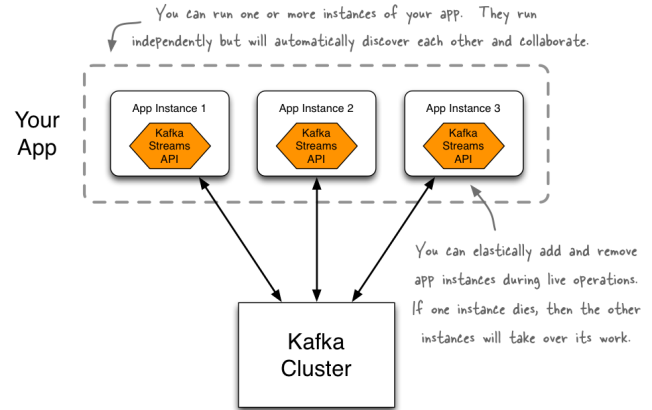 You can run one or more instances of your app. They run
independently but will automatically discover each other and collaborate.
Your
App
App Instance 1
Kafka
Streams
API
App Instance 2
Kafka
Streams
API
App Instance 3
Kafka
Streams
API
You can elastically add and remove
app instances during live operations.
If one instance dies, then the other
instances will take over its work.
Kafka
Cluster